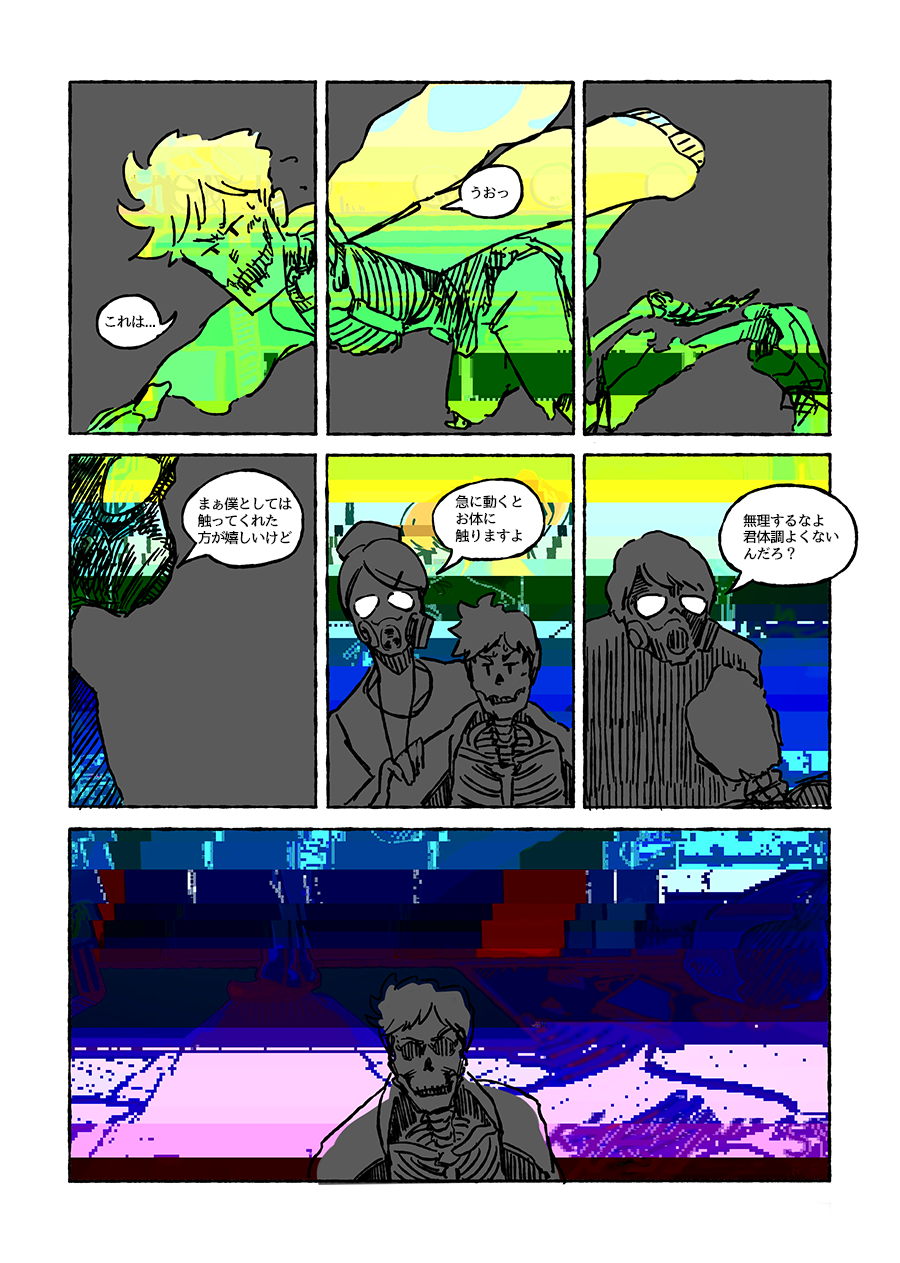 うおっ
これは…
無理するなよ
君体調よくない
んだろ？
急に動くと
お体に
触りますよ
まぁ僕としては
触ってくれた
方が嬉しいけど